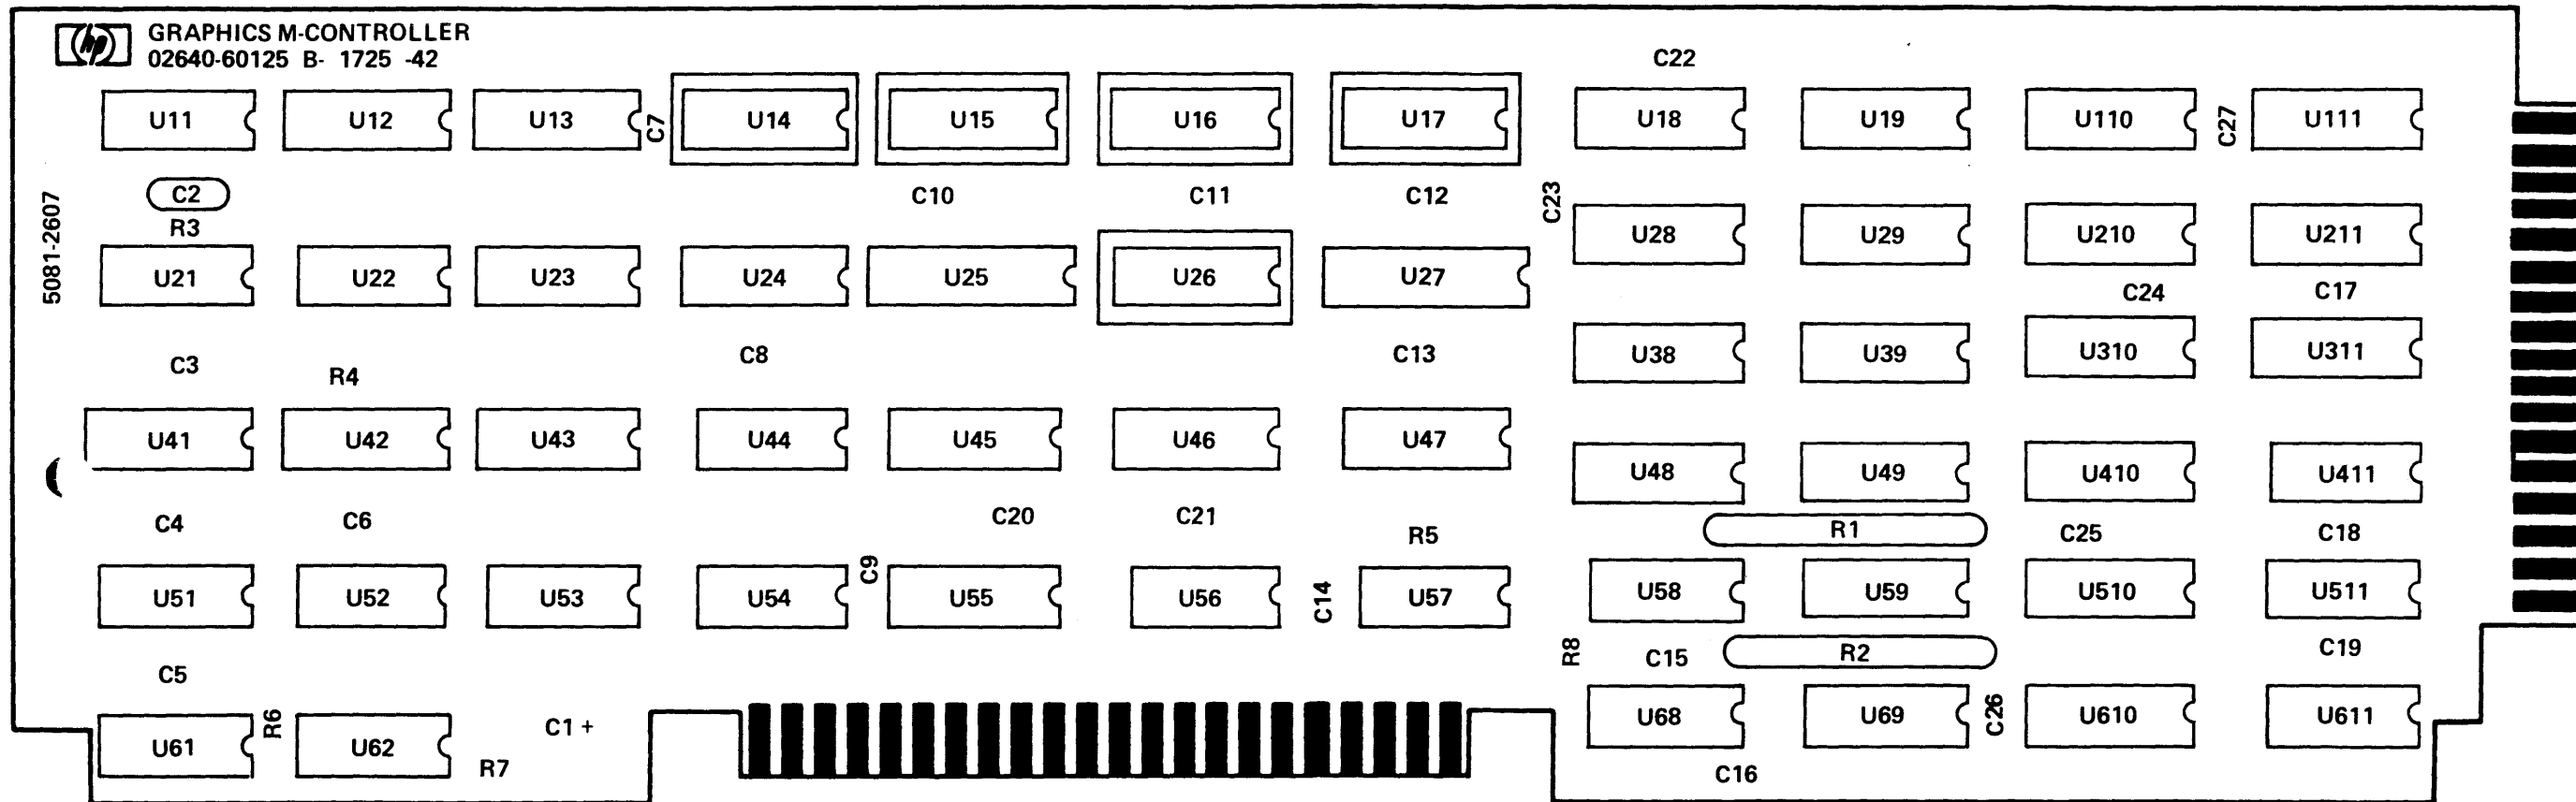 hp
GRAPHICS M-CONTROLLER
02640-60125 B- 1725 -42
C22
U11 U12 U13 C7 U14 U15 U16 U17 U18 U19 U110 C27 U111
5081-2607
C2 C10 C11 C12 C23
R3
U28 U29 U210 U211
U21 U22 U23 U24 U25 U26 U27
C24 C17
C3 C8 C13 U38 U39 U310 U311
R4
U41 U42 U43 U44 U45 U46 U47
U48 U49 U410 U411
C4 C6 C20 C21
R5 R1 C25 C18
C9
U51 U52 U53 U54 U55 U56 C14 U57 U58 U59 U510 U511
R8 C15 R2 C19
C5
U61 R6 U62 C1 + U68 U69 C26 U610 U611
R7 C16